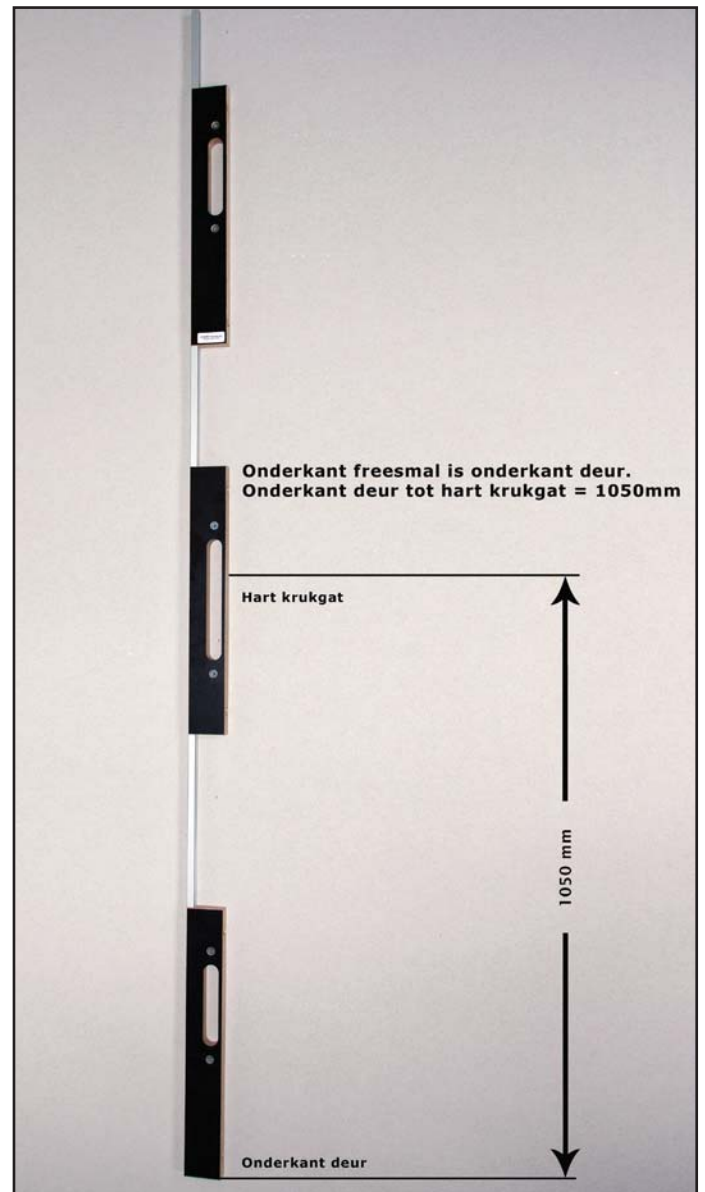 Onderkant freesmal is onderkant deur.
Onderkant deur tot hart krukgat = 1050mm
Hart krukgat
1050 mm
Onderkant deur